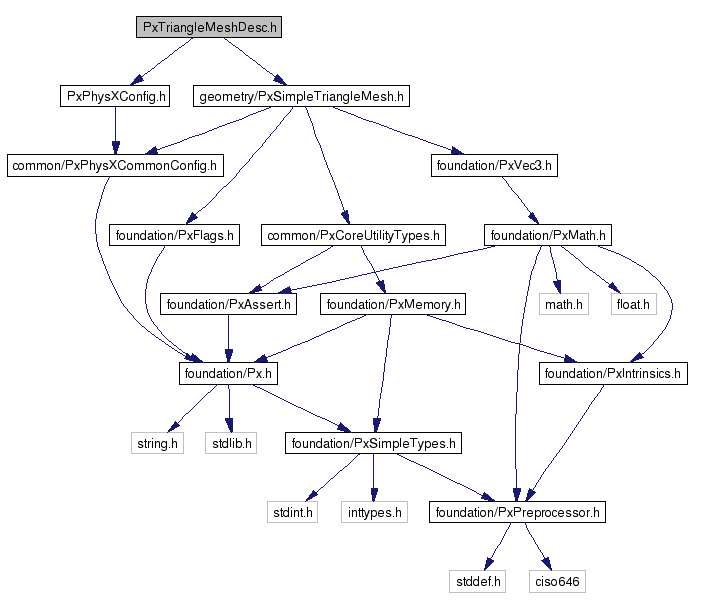 PxTriangleMeshDesc.h
PxPhysXConfig.h
geometry/PxSimpleTriangleMesh.h
common/PxPhysXCommonConfig.h
foundation/PxVec3.h
foundation/PxFlags.h
common/PxCoreUtilityTypes.h
foundation/PxMath.h
foundation/PxAssert.h
foundation/PxMemory.h
math.h
float.h
foundation/Px.h
foundation/PxIntrinsics.h
string.h
stdlib.h
foundation/PxSimpleTypes.h
stdint.h
inttypes.h
foundation/PxPreprocessor.h
stddef.h
ciso646